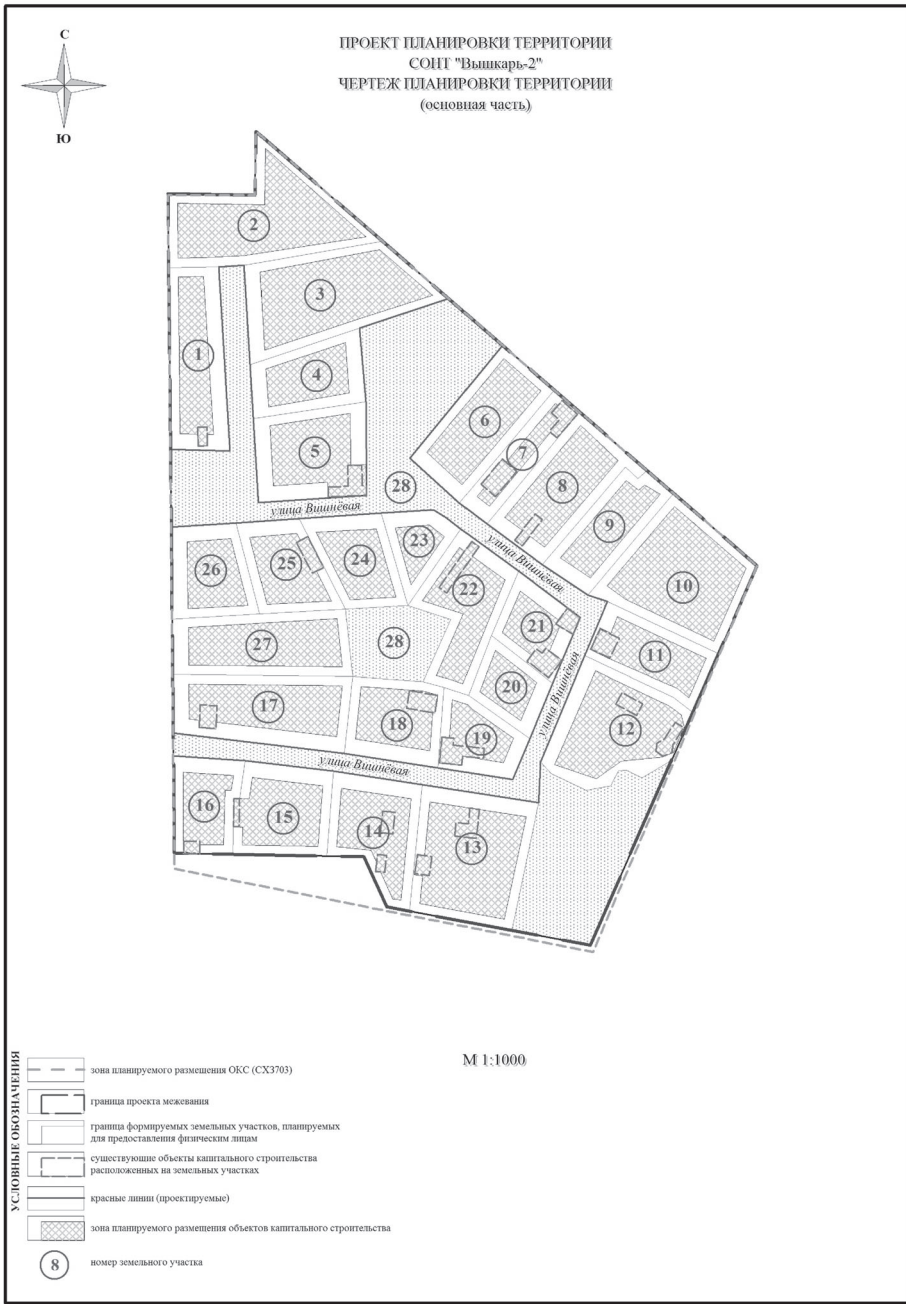 С
Ю
ПРОЕКТ ПЛАНИРОВКИ ТЕРРИТОРИИ
СОНТ "Вышкарь-2"
ЧЕРТЕЖ ПЛАНИРОВКИ ТЕРРИТОРИИ
(основная часть)
2
3
1
4
5
6
7
8
28
9
10
улица Вишнёвая
улица Вишнёвая
23
24
25
26
22
21
27
28
11
20
12
17
18
19
улица Вишнёвая
улица Вишнёвая
16
15
14
13
М 1:1000
УСЛОВНЫЕ ОБОЗНАЧЕНИЯ
зона планируемого размещения ОКС (СХЗ703)
граница проекта межевания
граница формируемых земельных участков, планируемых
для предоставления физическим лицам
существующие объекты капитального строительства
расположенных на земельных участках
красные линии (проектируемые)
зона планируемого размещения объектов капитального строительства
8
номер земельного участка